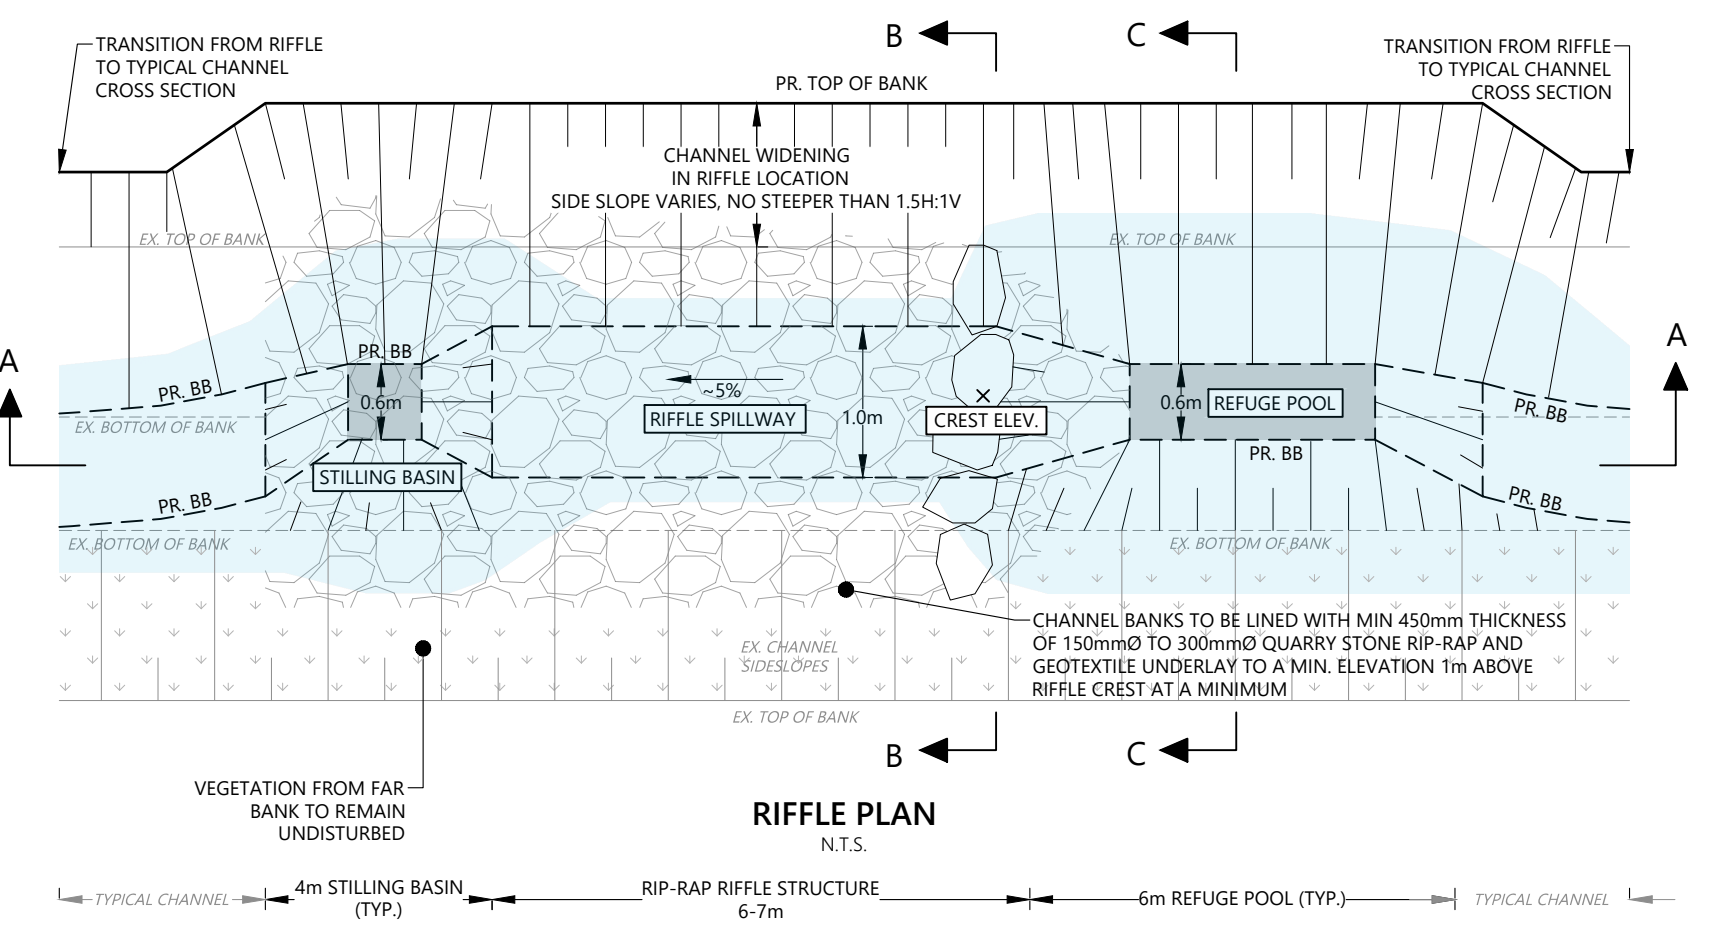 B
C
TRANSITION FROM RIFFLE
TO TYPICAL CHANNEL
CROSS SECTION
TRANSITION FROM RIFFLE
TO TYPICAL CHANNEL
CROSS SECTION
PR. TOP OF BANK
CHANNEL WIDENING
IN RIFFLE LOCATION
SIDE SLOPE VARIES, NO STEEPER THAN 1.5H:1V
EX. TOP OF BANK
EX. TOP OF BANK
A
A
PR. BB
PR. BB
0.6m
~5%
RIFFLE SPILLWAY
1.0m
CREST ELEV.
0.6m
REFUGE POOL
PR. BB
EX. BOTTOM OF BANK
STILLING BASIN
PR. BB
PR. BB
PR. BB
EX. BOTTOM OF BANK
EX. BOTTOM OF BANK
CHANNEL BANKS TO BE LINED WITH MIN 450mm THICKNESS
OF 150mmØ TO 300mmØ QUARRY STONE RIP-RAP AND
GEOTEXTILE UNDERLAY TO A MIN. ELEVATION 1m ABOVE
RIFFLE CREST AT A MINIMUM
EX. CHANNEL
SIDESLOPES
EX. TOP OF BANK
B
C
VEGETATION FROM FAR
BANK TO REMAIN
UNDISTURBED
RIFFLE PLAN
N.T.S.
TYPICAL CHANNEL
4m STILLING BASIN
(TYP.)
RIP-RAP RIFFLE STRUCTURE
6-7m
6m REFUGE POOL (TYP.)
TYPICAL CHANNEL